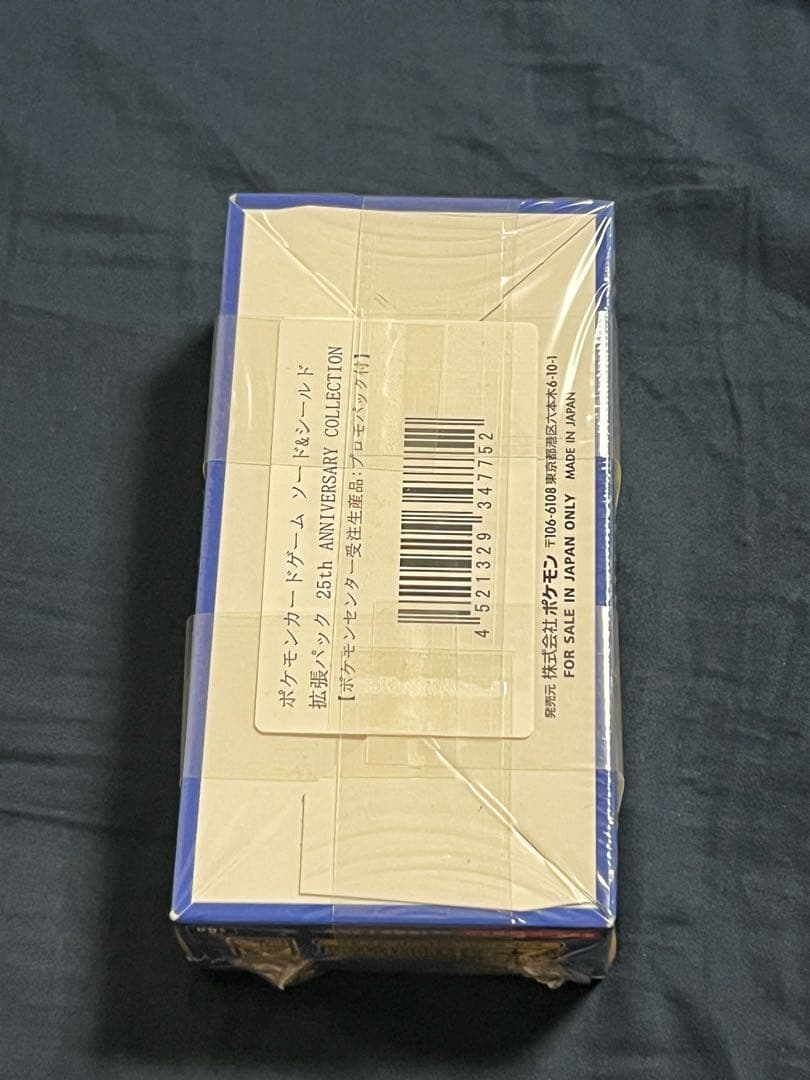 ポケモンカードゲーム ソード&シールド
拡張パック 25th ANNIVERSARY COLLECTION
【ポケモンセンター受注生産品:プロモパック付】
4 521329 347752
発売元 株式会社 ポケモン 〒106-6108 東京都港区六本木6-10-1
FOR SALE IN JAPAN ONLY MADE IN JAPAN